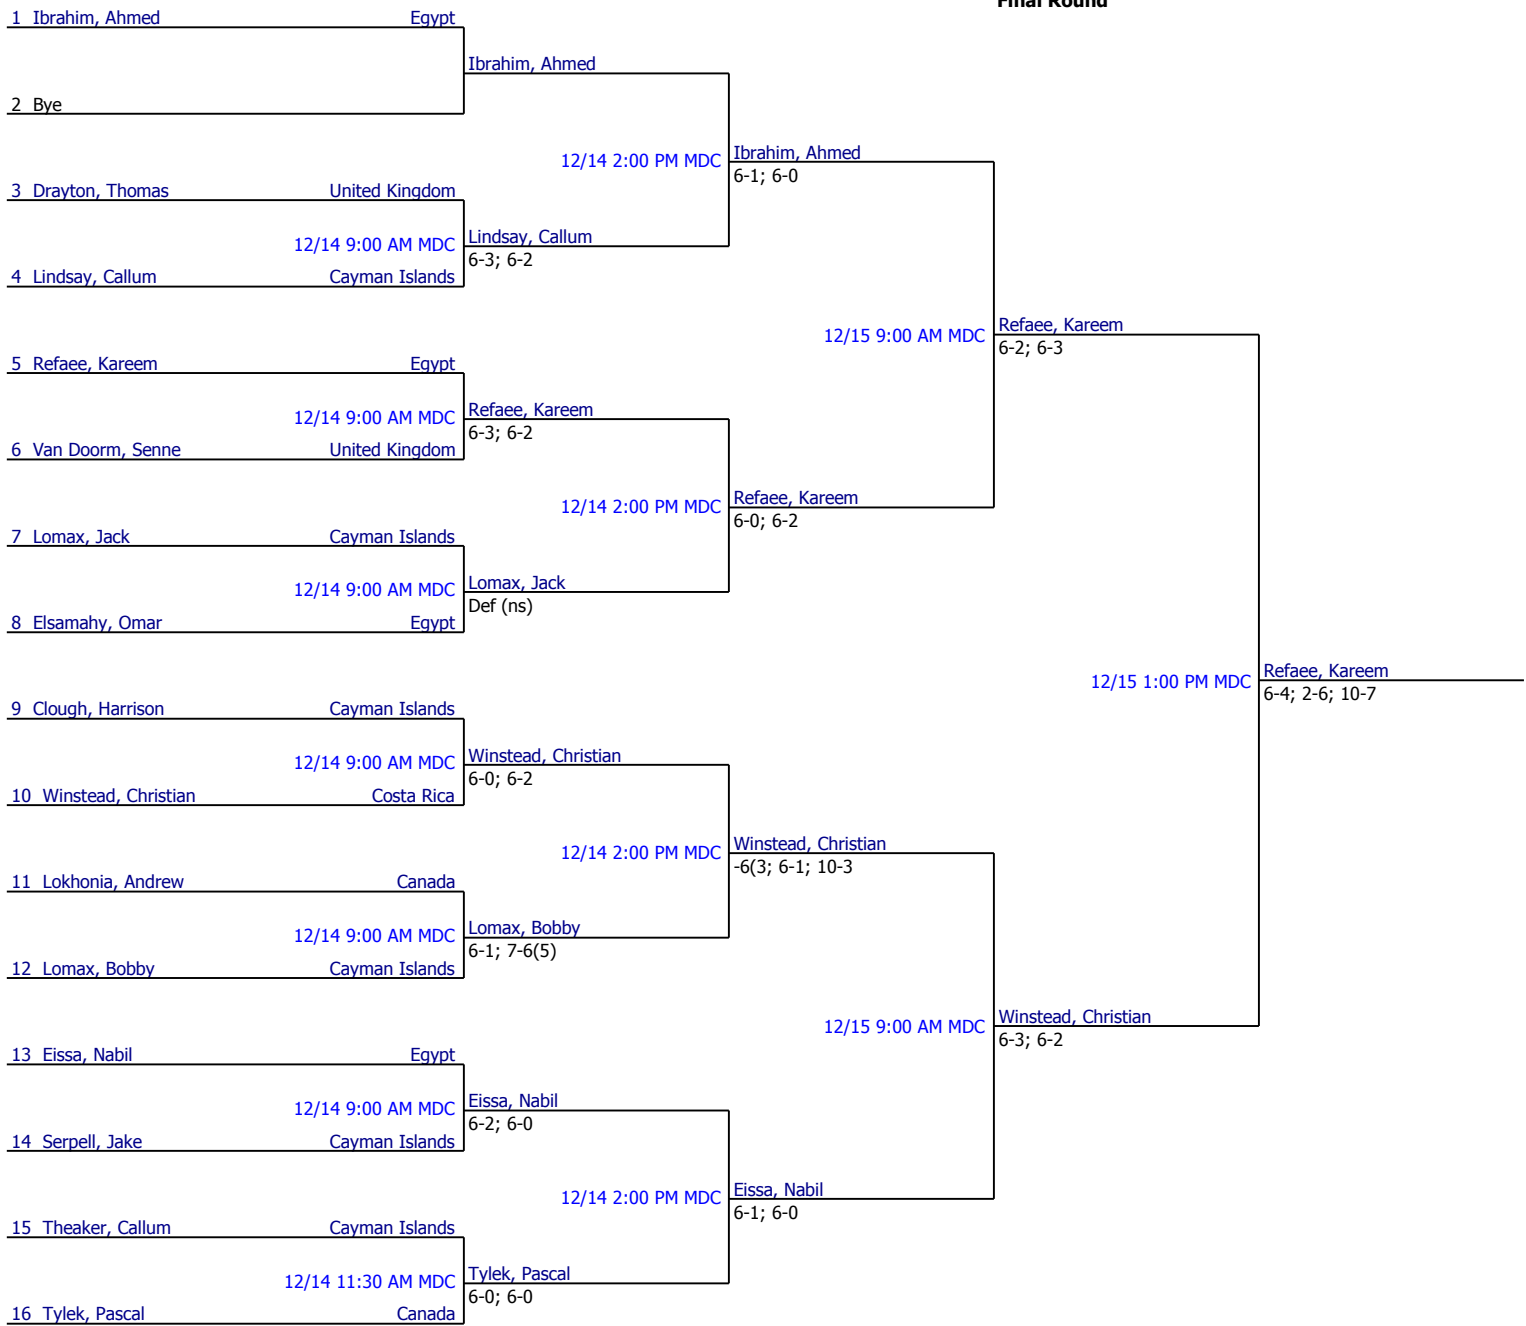 Final Round
1 Ibrahim, Ahmed Egypt
Ibrahim, Ahmed
2 Bye
12/14 2:00 PM MDC Ibrahim, Ahmed
6-1; 6-0
3 Drayton, Thomas United Kingdom
12/14 9:00 AM MDC Lindsay, Callum
6-3; 6-2
4 Lindsay, Callum Cayman Islands
12/15 9:00 AM MDC Refaee, Kareem
6-2; 6-3
5 Refaee, Kareem Egypt
12/14 9:00 AM MDC Refaee, Kareem
6-3; 6-2
6 Van Doorm, Senne United Kingdom
12/14 2:00 PM MDC Refaee, Kareem
6-0; 6-2
7 Lomax, Jack Cayman Islands
12/14 9:00 AM MDC Lomax, Jack
Def (ns)
8 Elsamahy, Omar Egypt
12/15 1:00 PM MDC Refaee, Kareem
6-4; 2-6; 10-7
9 Clough, Harrison Cayman Islands
12/14 9:00 AM MDC Winstead, Christian
6-0; 6-2
10 Winstead, Christian Costa Rica
12/14 2:00 PM MDC Winstead, Christian
-6(3; 6-1; 10-3
11 Lokhonia, Andrew Canada
12/14 9:00 AM MDC Lomax, Bobby
6-1; 7-6(5)
12 Lomax, Bobby Cayman Islands
12/15 9:00 AM MDC Winstead, Christian
6-3; 6-2
13 Eissa, Nabil Egypt
12/14 9:00 AM MDC Eissa, Nabil
6-2; 6-0
14 Serpell, Jake Cayman Islands
12/14 2:00 PM MDC Eissa, Nabil
6-1; 6-0
15 Theaker, Callum Cayman Islands
12/14 11:30 AM MDC Tylek, Pascal
6-0; 6-0
16 Tylek, Pascal Canada